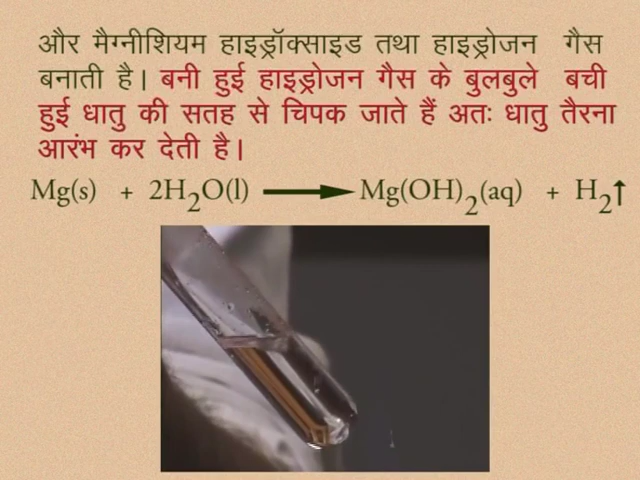 और मैग्नीशियम हाइड्रॉक्साइड तथा हाइड्रोजन गैस
बनाती है। बनी हुई हाइड्रोजन गैस के बुलबुले बची
हुई धातु की सतह से चिपक जाते हैं अतः धातु तैरना
आरंभ कर देती है।
Mg(s) + 2H₂O(l) ⟶ Mg(OH)₂(aq) + H₂↑